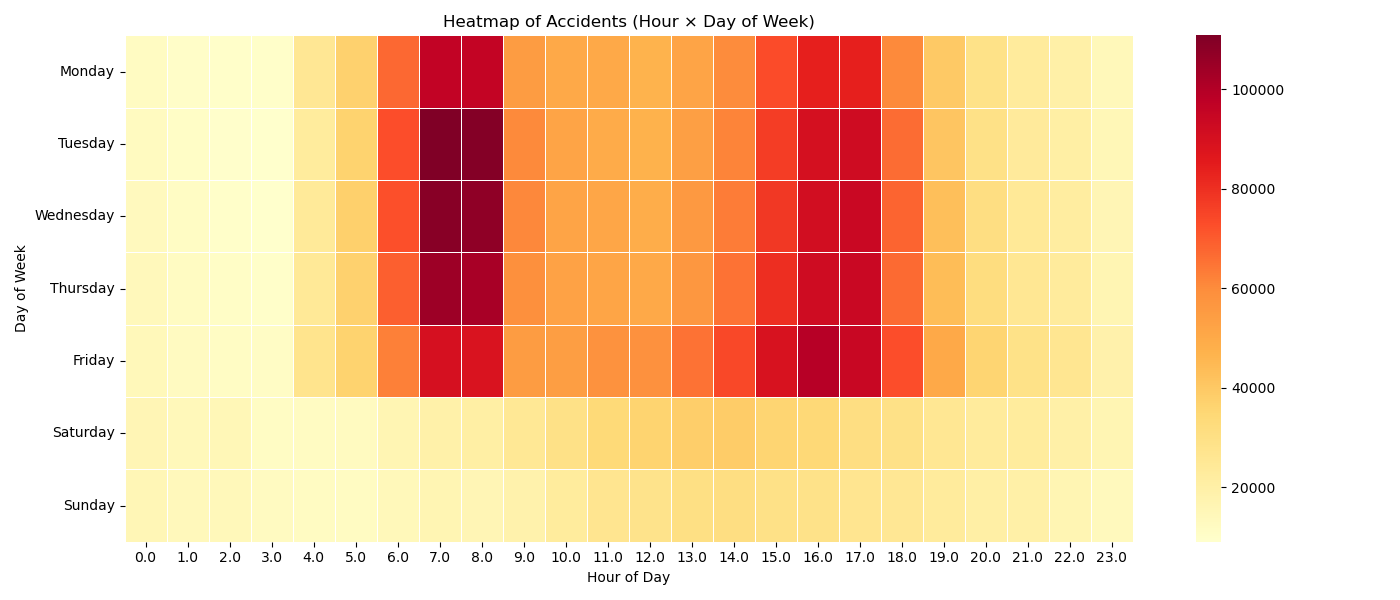 Heatmap of Accidents (Hour × Day of Week)
Day of Week
Monday
Tuesday
Wednesday
Thursday
Friday
Saturday
Sunday
0.0 1.0 2.0 3.0 4.0 5.0 6.0 7.0 8.0 9.0 10.0 11.0 12.0 13.0 14.0 15.0 16.0 17.0 18.0 19.0 20.0 21.0 22.0 23.0
Hour of Day
100000
80000
60000
40000
20000